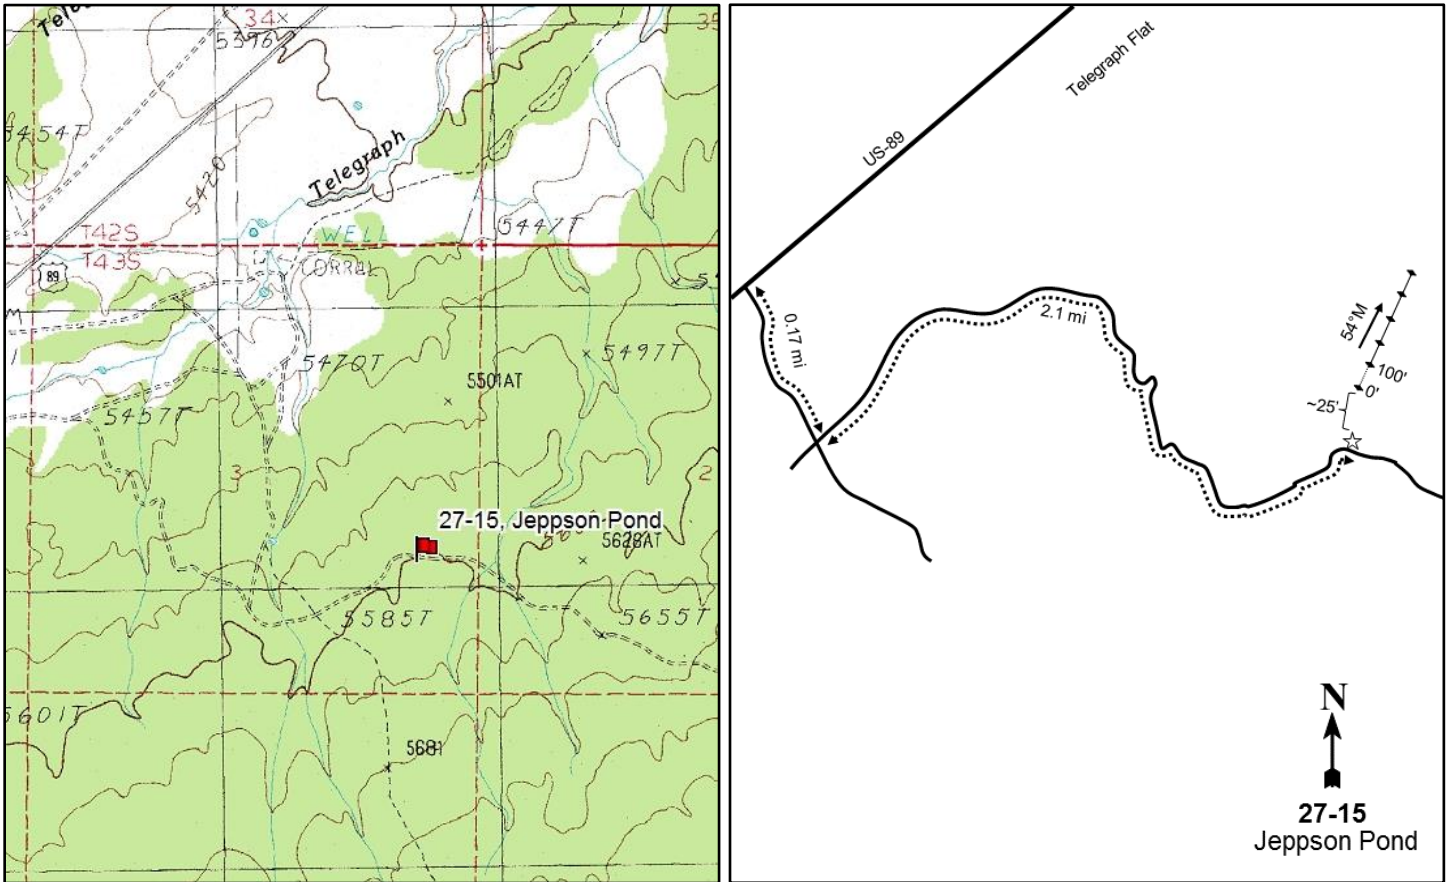 34
35
5396
5454T
5420
Telegraph
T42S
T43S
WELL
CORRAL
5447T
89
5470T
5497T
5501AT
5457T
3
2
27-15, Jeppson Pond
5628AT
5585T
5655T
5601T
5681
Telegraph Flat
US-89
0.17 mi
2.1 mi
54°M
100'
0'
~25'
N
27-15
Jeppson Pond